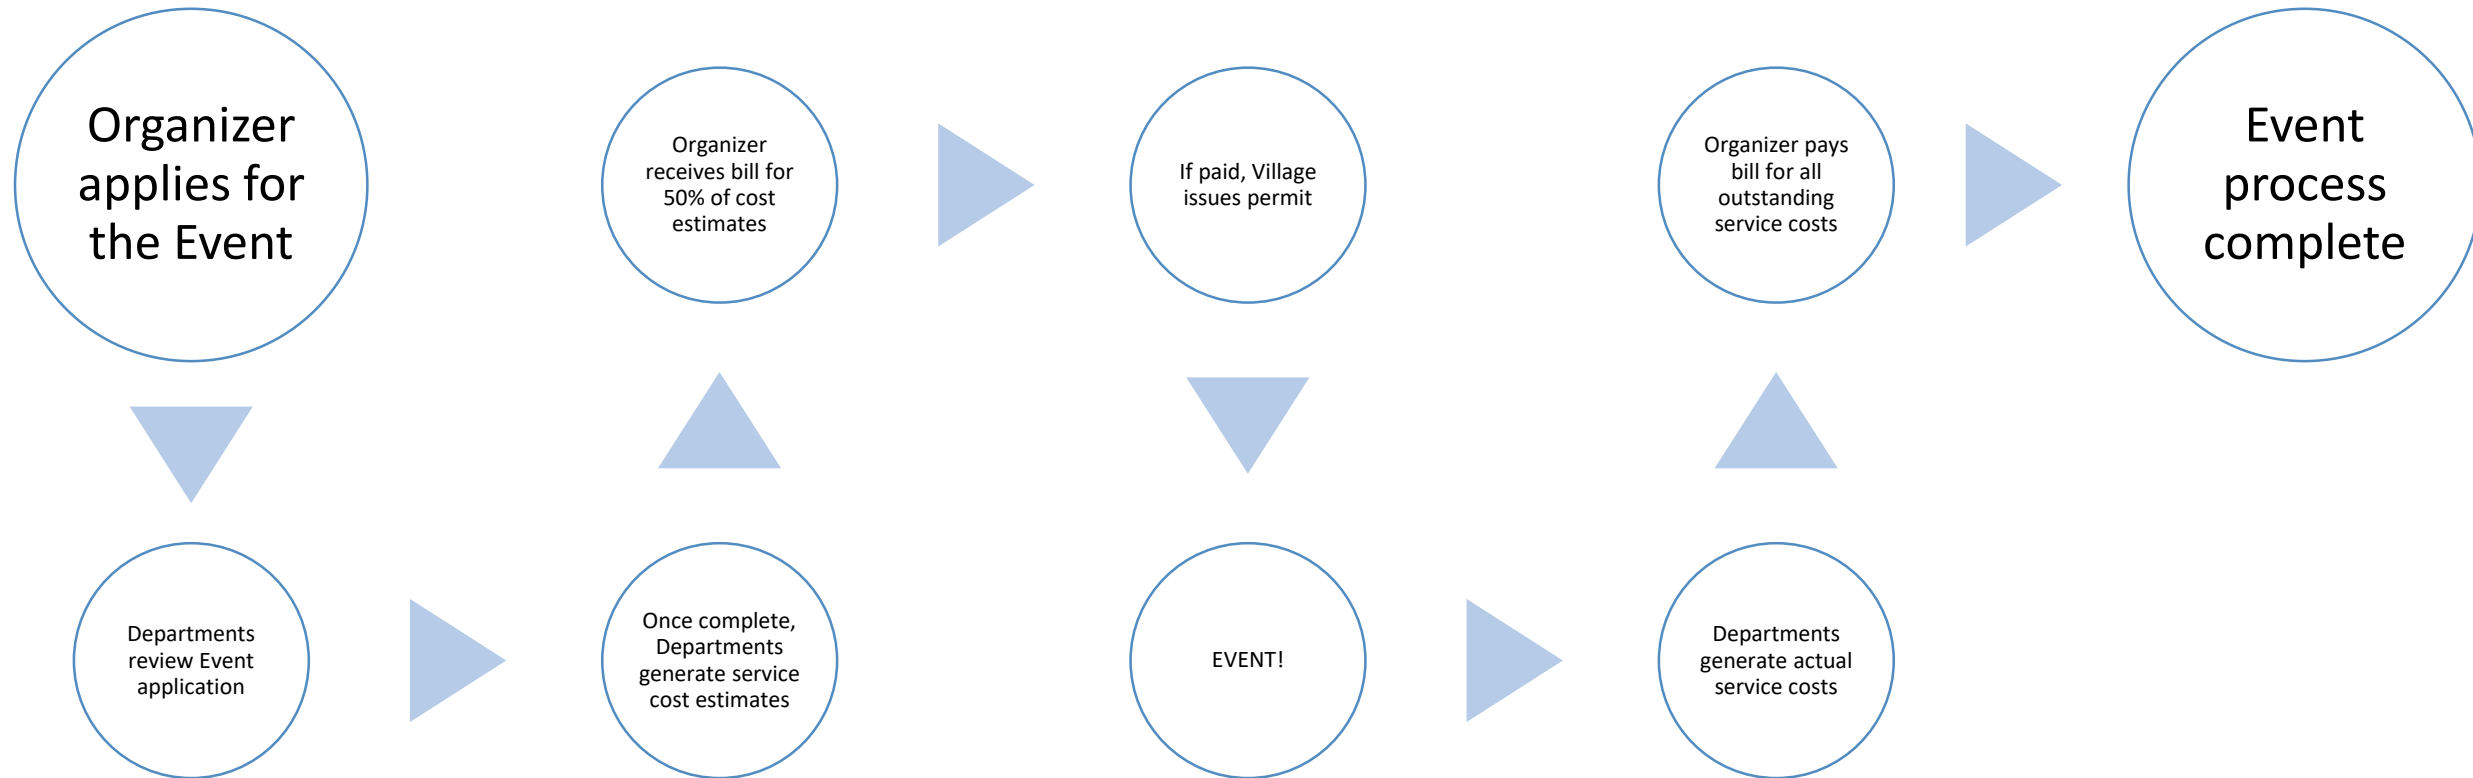 Organizer
applies for
the Event
Departments
review Event
application
Once complete,
Departments
generate service
cost estimates
Organizer
receives bill for
50% of cost
estimates
If paid, Village
issues permit
EVENT!
Departments
generate actual
service costs
Organizer pays
bill for all
outstanding
service costs
Event
process
complete